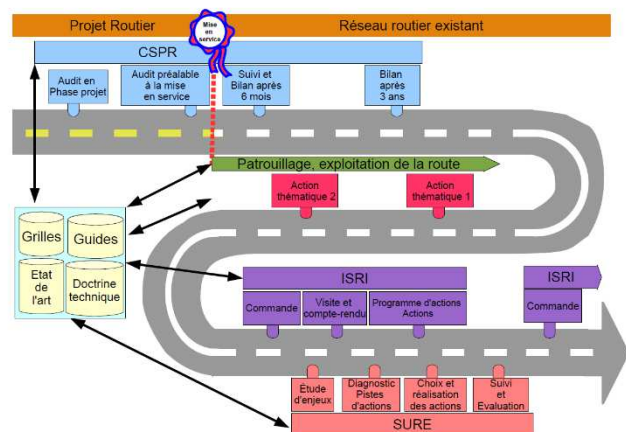 Projet Routier
Mise
en
service
Réseau routier existant
CSPR
Audit en
Phase projet
Audit préalable
à la mise
en service
Suivi et
Bilan après
6 mois
Bilan
après
3 ans
Patrouillage, exploitation de la route
Action
thématique 2
Action
thématique 1
Grilles
Guides
Etat
de
l'art
Doctrine
technique
ISRI
ISRI
Commande
Visite et
compte-rendu
Programme d'actions
Actions
Commande
Étude
d'enjeux
Diagnostic
Pistes
d'actions
Choix et
réalisation
des actions
Suivi
et
Evaluation
SURE